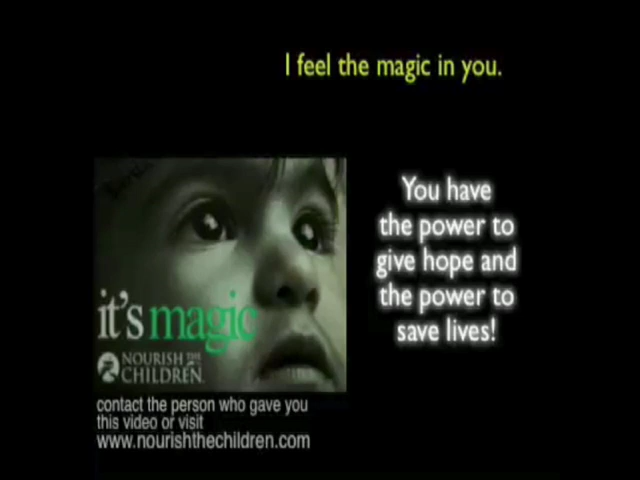 I feel the magic in you.
You have
the power to
give hope and
the power to
save lives!
it's magic
NOURISH THE
CHILDREN
contact the person who gave you
this video or visit
www.nourishthechildren.com